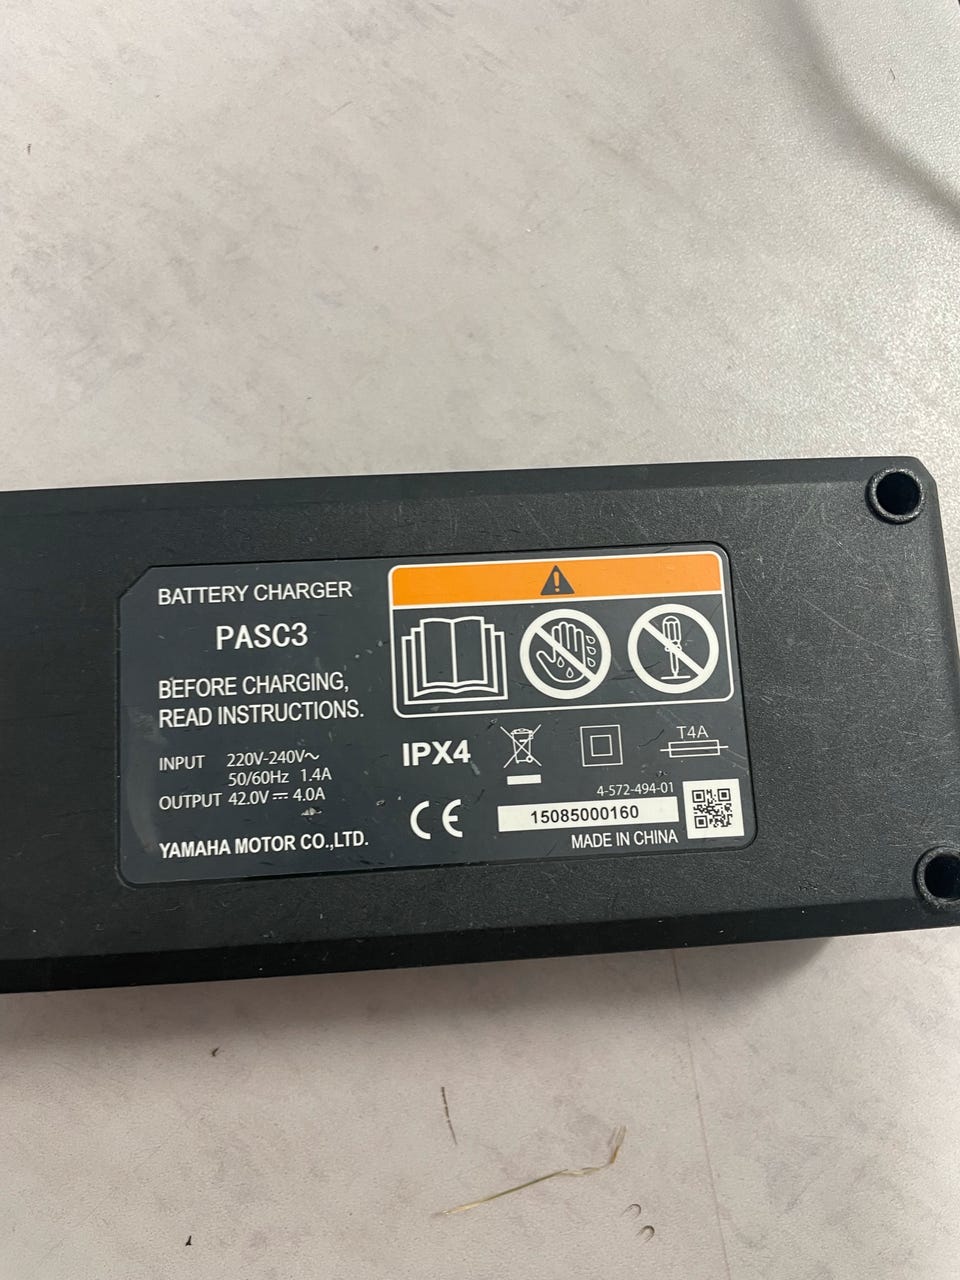 BATTERY CHARGER
PASC3
BEFORE CHARGING,
READ INSTRUCTIONS.
INPUT 220V-240V~
50/60Hz 1.4A
OUTPUT 42.0V⎓4.0A
YAMAHA MOTOR CO.,LTD.
IPX4
T4A
4-572-494-01
CE
15085000160
MADE IN CHINA